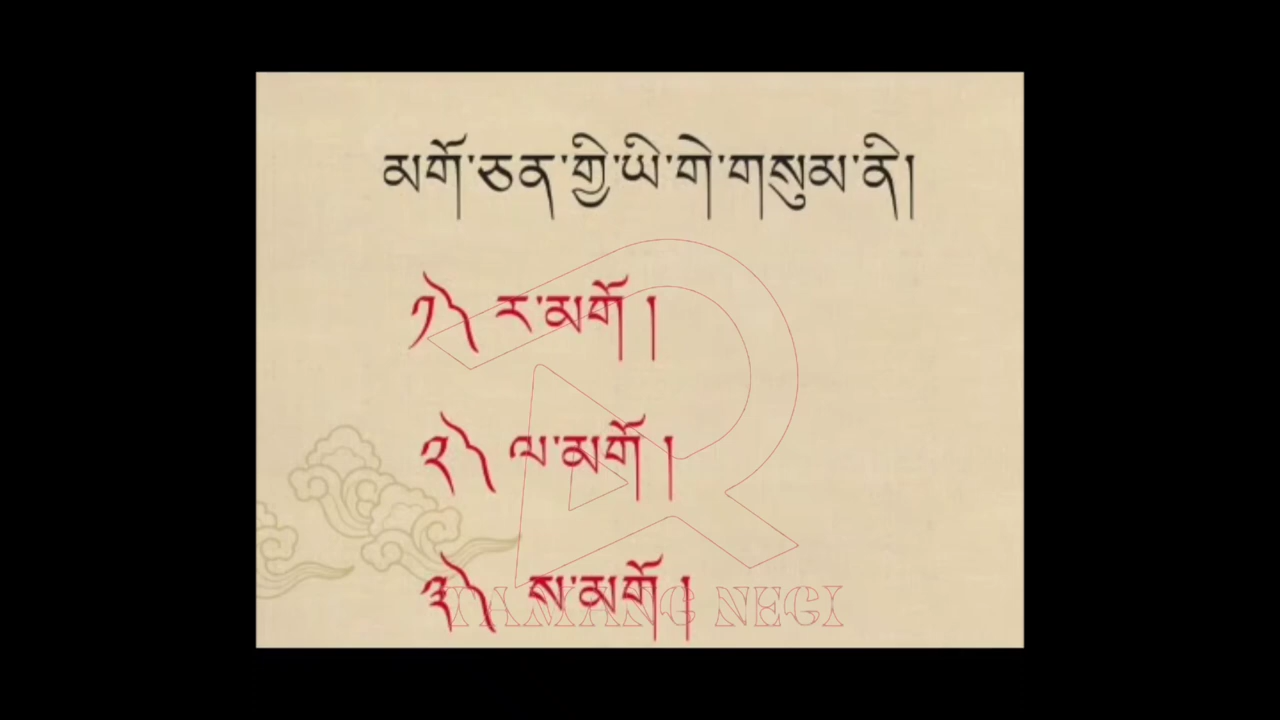 མགོ་ཅན་གྱི་ཡི་གེ་གསུམ་ནི།
༡༽ ར་མགོ །
༢༽ ལ་མགོ །
༣༽ ས་མགོ །
TAMANG NEGI